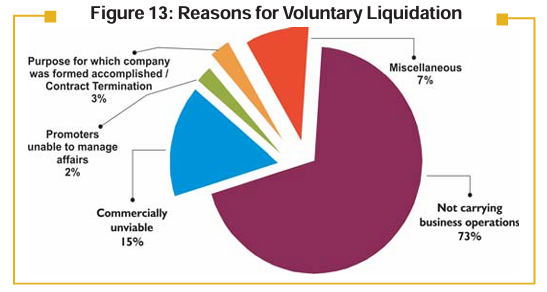 Figure 13: Reasons for Voluntary Liquidation
Purpose for which company
was formed accomplished /
Contract Termination
3%
Miscellaneous
7%
Promoters
unable to manage
affairs
2%
Commercially
unviable
15%
Not carrying
business operations
73%